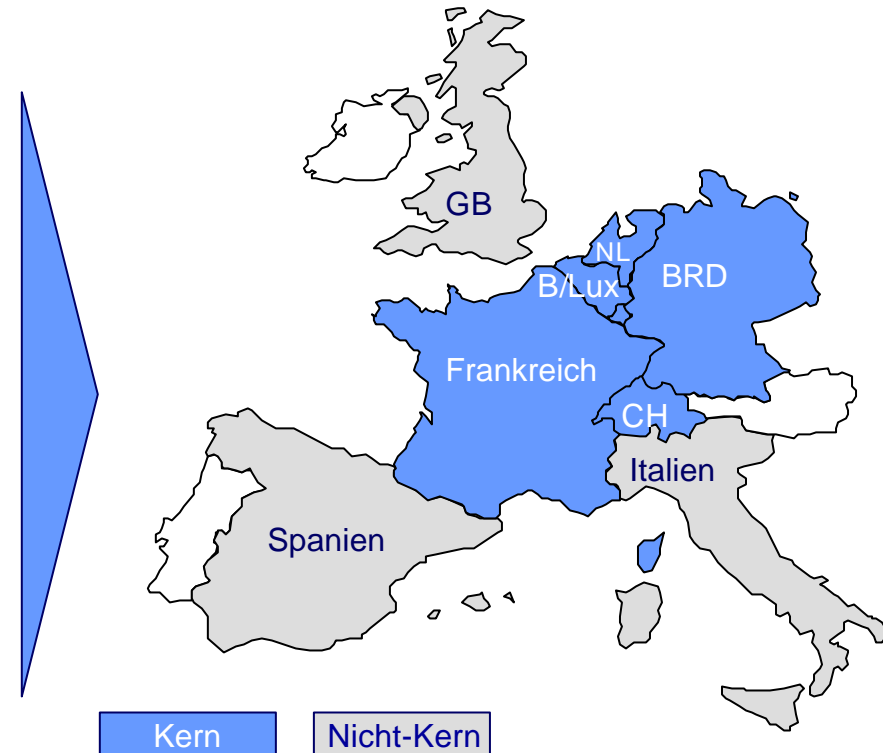 GB
NL
BRD
B/Lux
Frankreich
CH
Italien
Spanien
Kern
Nicht-Kern